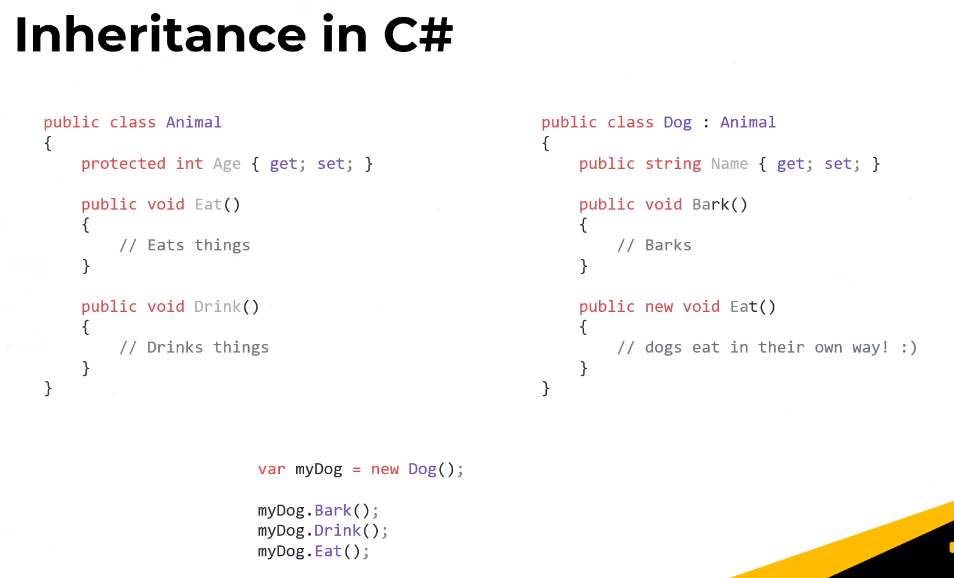 Inheritance in C#
public class Animal
{
    protected int Age { get; set; }
    public void Eat()
    {
        // Eats things
    }
    public void Drink()
    {
        // Drinks things
    }
}
public class Dog : Animal
{
    public string Name { get; set; }
    public void Bark()
    {
        // Barks
    }
    public new void Eat()
    {
        // dogs eat in their own way! :)
    }
}
var myDog = new Dog();
myDog.Bark();
myDog.Drink();
myDog.Eat();